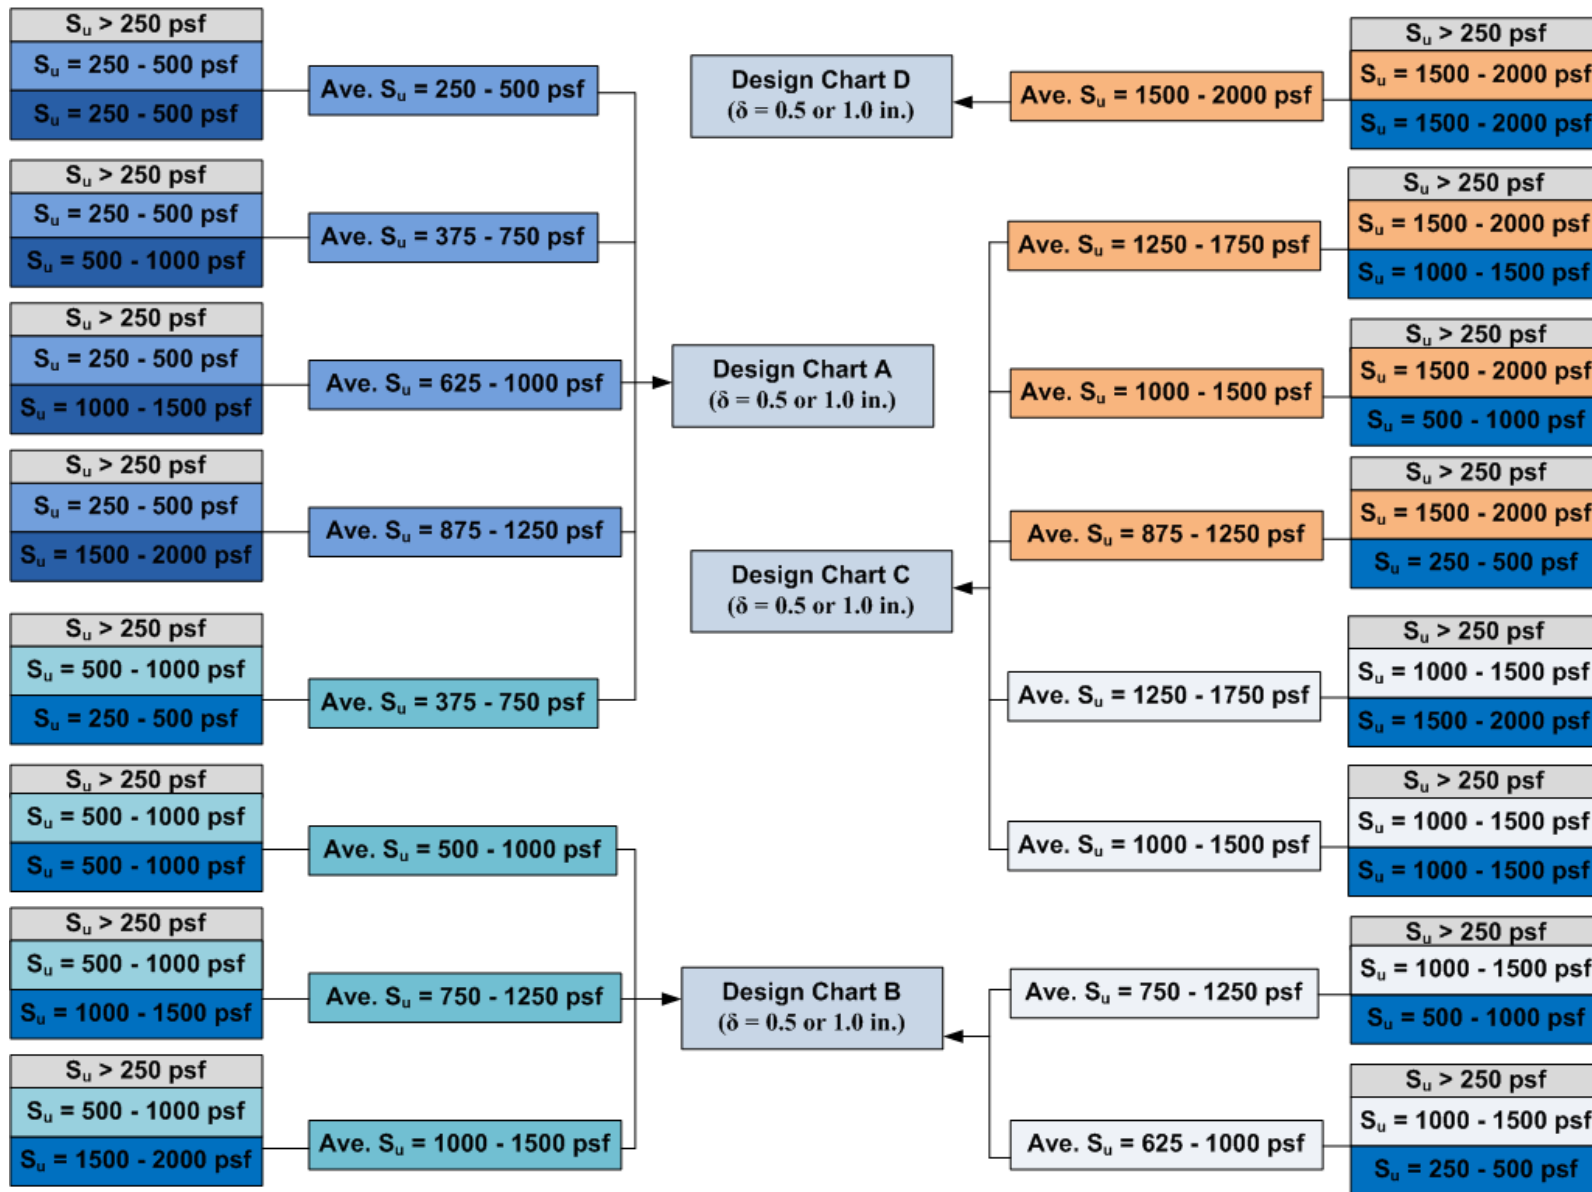 Sᵤ > 250 psf
Sᵤ = 250 - 500 psf
Sᵤ = 250 - 500 psf
Ave. Sᵤ = 250 - 500 psf
Sᵤ > 250 psf
Sᵤ = 250 - 500 psf
Sᵤ = 500 - 1000 psf
Ave. Sᵤ = 375 - 750 psf
Sᵤ > 250 psf
Sᵤ = 250 - 500 psf
Sᵤ = 1000 - 1500 psf
Ave. Sᵤ = 625 - 1000 psf
Sᵤ > 250 psf
Sᵤ = 250 - 500 psf
Sᵤ = 1500 - 2000 psf
Ave. Sᵤ = 875 - 1250 psf
Sᵤ > 250 psf
Sᵤ = 500 - 1000 psf
Sᵤ = 250 - 500 psf
Ave. Sᵤ = 375 - 750 psf
Sᵤ > 250 psf
Sᵤ = 500 - 1000 psf
Sᵤ = 500 - 1000 psf
Ave. Sᵤ = 500 - 1000 psf
Sᵤ > 250 psf
Sᵤ = 500 - 1000 psf
Sᵤ = 1000 - 1500 psf
Ave. Sᵤ = 750 - 1250 psf
Sᵤ > 250 psf
Sᵤ = 500 - 1000 psf
Sᵤ = 1500 - 2000 psf
Ave. Sᵤ = 1000 - 1500 psf
Design Chart D
(δ = 0.5 or 1.0 in.)
Design Chart A
(δ = 0.5 or 1.0 in.)
Design Chart C
(δ = 0.5 or 1.0 in.)
Design Chart B
(δ = 0.5 or 1.0 in.)
Ave. Sᵤ = 1500 - 2000 psf
Sᵤ > 250 psf
Sᵤ = 1500 - 2000 psf
Sᵤ = 1500 - 2000 psf
Ave. Sᵤ = 1250 - 1750 psf
Sᵤ > 250 psf
Sᵤ = 1500 - 2000 psf
Sᵤ = 1000 - 1500 psf
Ave. Sᵤ = 1000 - 1500 psf
Sᵤ > 250 psf
Sᵤ = 1500 - 2000 psf
Sᵤ = 500 - 1000 psf
Ave. Sᵤ = 875 - 1250 psf
Sᵤ > 250 psf
Sᵤ = 1500 - 2000 psf
Sᵤ = 250 - 500 psf
Ave. Sᵤ = 1250 - 1750 psf
Sᵤ > 250 psf
Sᵤ = 1000 - 1500 psf
Sᵤ = 1500 - 2000 psf
Ave. Sᵤ = 1000 - 1500 psf
Sᵤ > 250 psf
Sᵤ = 1000 - 1500 psf
Sᵤ = 1000 - 1500 psf
Ave. Sᵤ = 750 - 1250 psf
Sᵤ > 250 psf
Sᵤ = 1000 - 1500 psf
Sᵤ = 500 - 1000 psf
Ave. Sᵤ = 625 - 1000 psf
Sᵤ > 250 psf
Sᵤ = 1000 - 1500 psf
Sᵤ = 250 - 500 psf